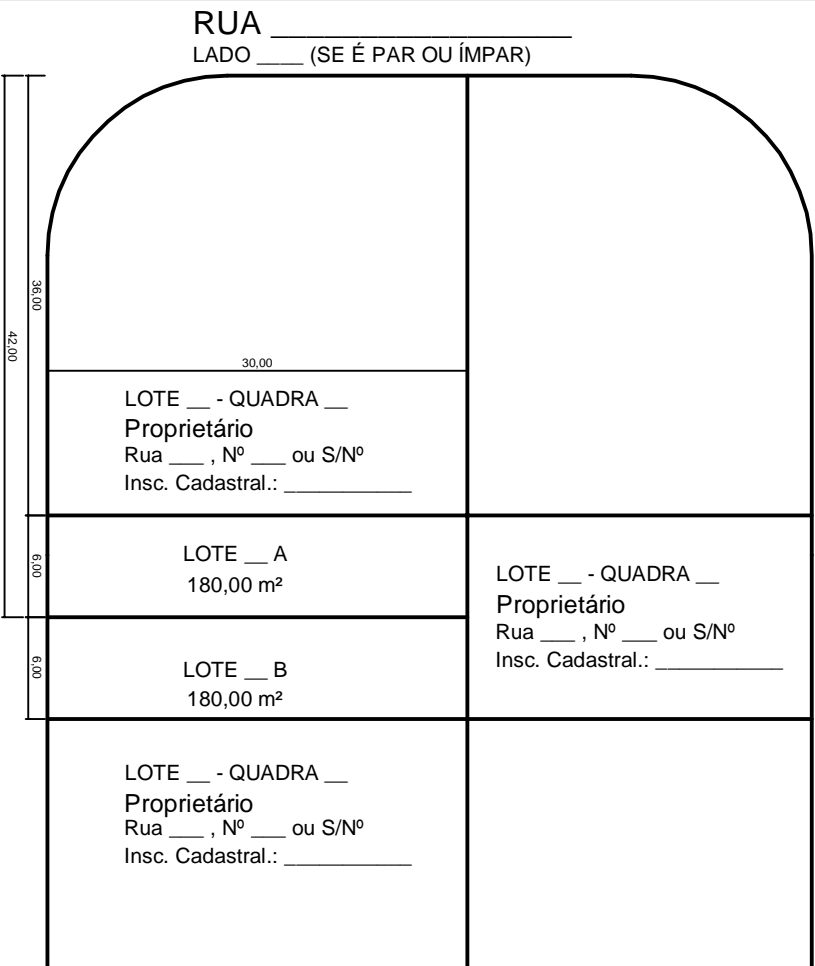 RUA ____________________
LADO ____ (SE É PAR OU ÍMPAR)
36,00
42,00
30,00
LOTE __ - QUADRA __
Proprietário
Rua ___ , Nº ___ ou S/Nº
Insc. Cadastral.: ___________
6,00
LOTE __ A
180,00 m²
LOTE __ - QUADRA __
Proprietário
Rua ___ , Nº ___ ou S/Nº
Insc. Cadastral.: ___________
6,00
LOTE __ B
180,00 m²
LOTE __ - QUADRA __
Proprietário
Rua ___ , Nº ___ ou S/Nº
Insc. Cadastral.: ___________